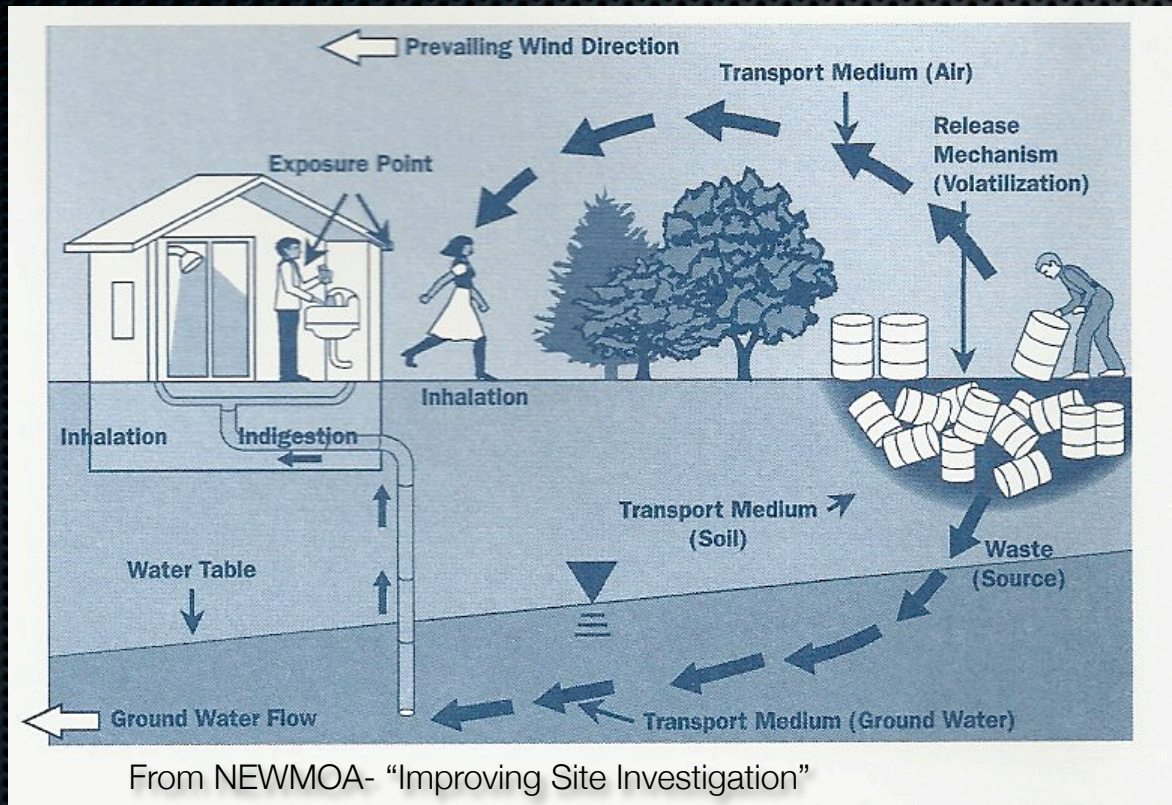 Prevailing Wind Direction
Transport Medium (Air)
Release
Mechanism
(Volatilization)
Exposure Point
Inhalation
Inhalation
Indigestion
Transport Medium
(Soil)
Waste
(Source)
Water Table
Ground Water Flow
Transport Medium (Ground Water)
From NEWMOA- “Improving Site Investigation”